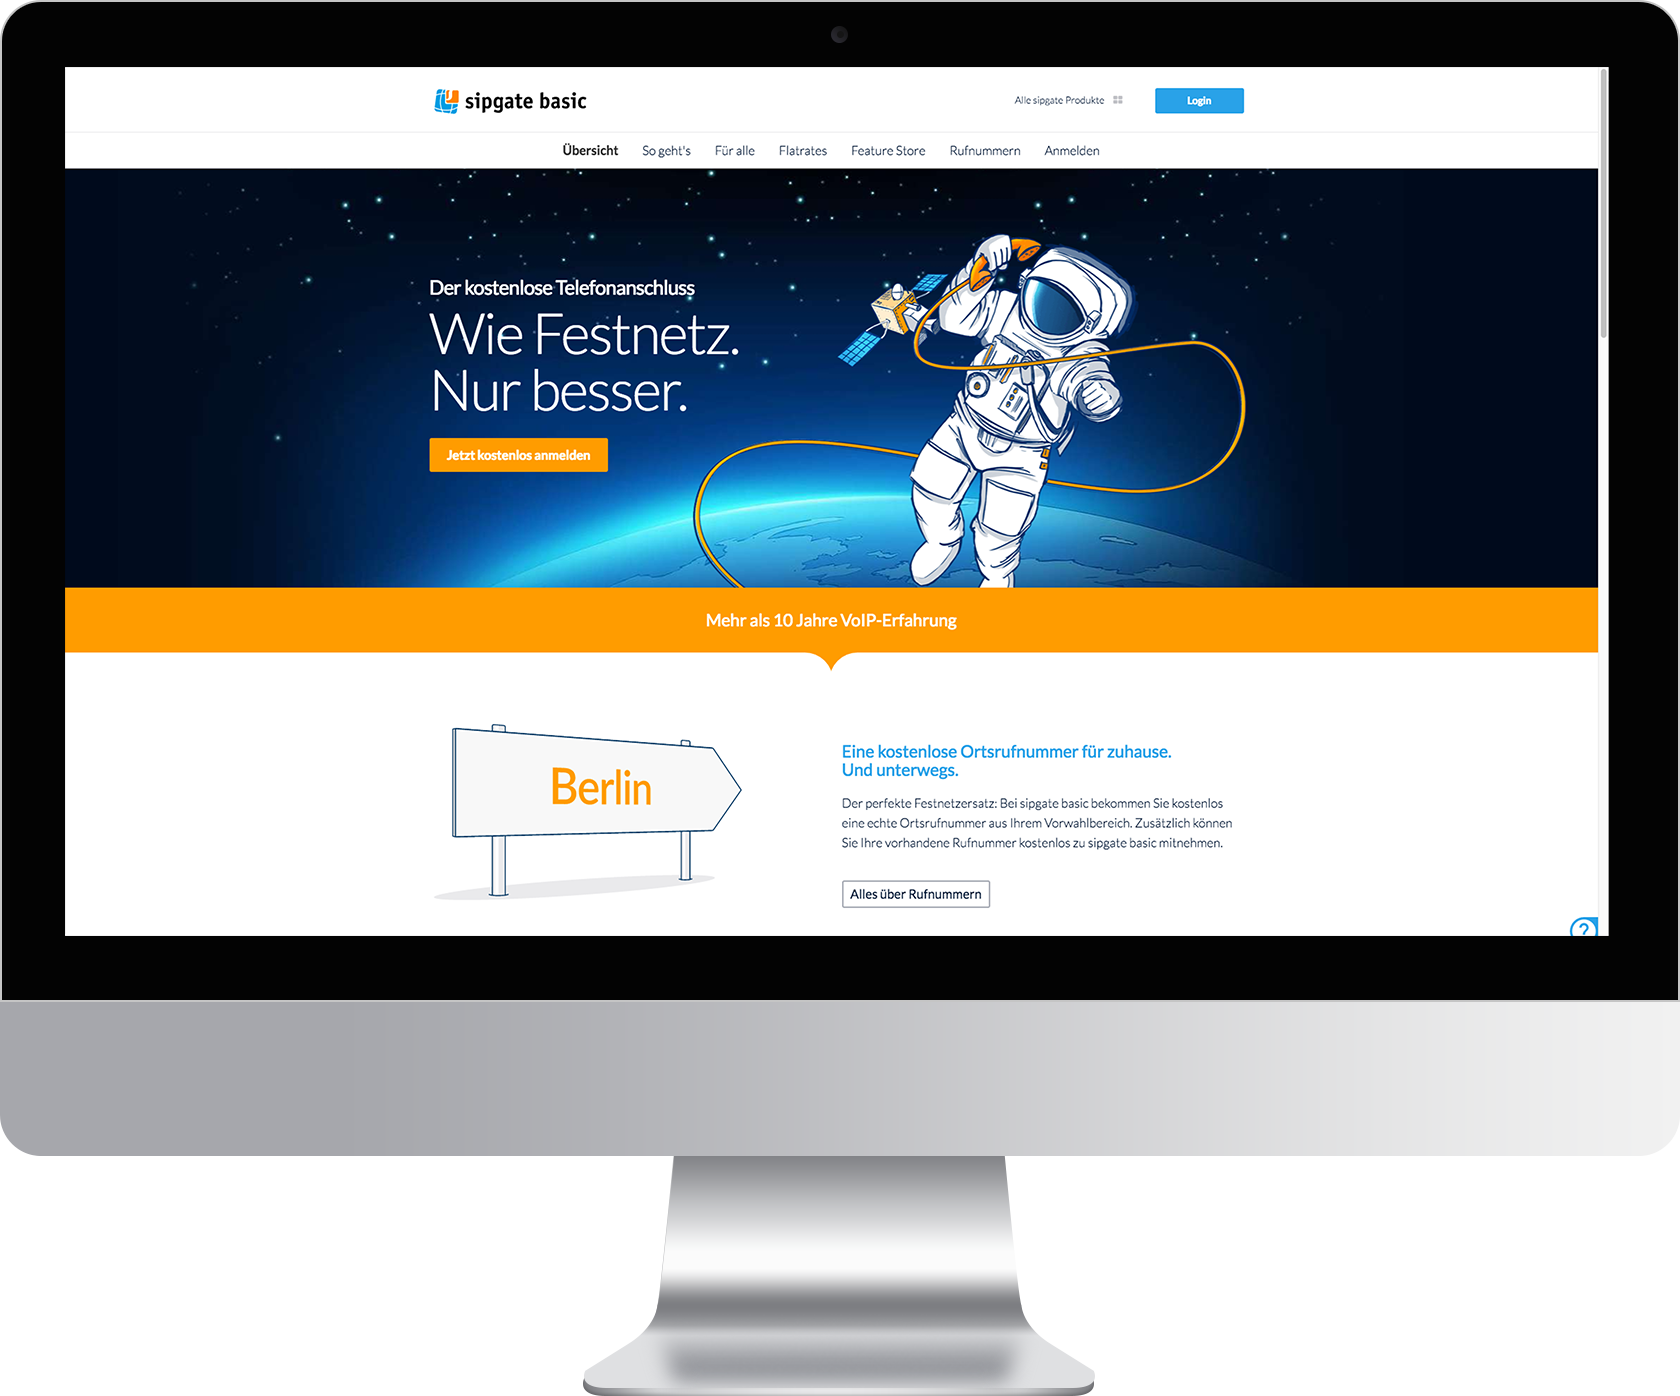 sipgate basic
Alle sipgate Produkte
Login
Übersicht So geht's Für alle Flatrates Feature Store Rufnummern Anmelden
Der kostenlose Telefonanschluss
Wie Festnetz.
Nur besser.
Jetzt kostenlos anmelden
Mehr als 10 Jahre VoIP-Erfahrung
Berlin
Eine kostenlose Ortsrufnummer für zuhause.
Und unterwegs.
Der perfekte Festnetzersatz: Bei sipgate basic bekommen Sie kostenlos
eine echte Ortsrufnummer aus Ihrem Vorwahlbereich. Zusätzlich können
Sie Ihre vorhandene Rufnummer kostenlos zu sipgate basic mitnehmen.
Alles über Rufnummern
?